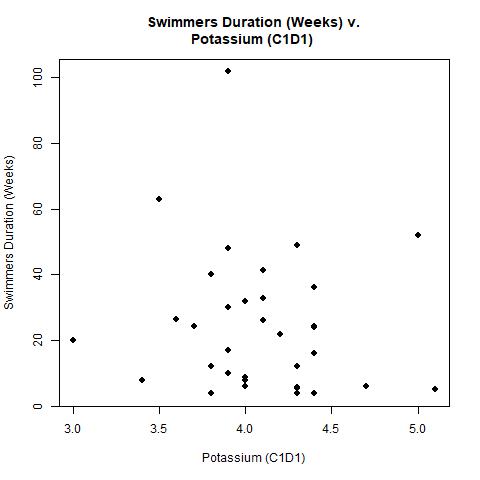 Swimmers Duration (Weeks) v.
Potassium (C1D1)
Swimmers Duration (Weeks)
100
80
60
40
20
0
3.0 3.5 4.0 4.5 5.0
Potassium (C1D1)